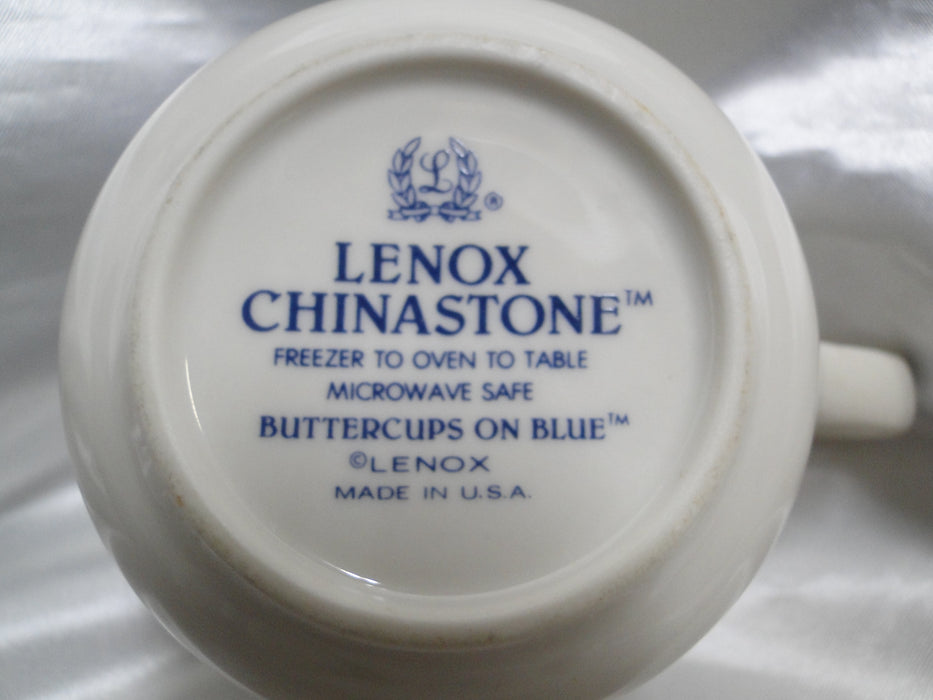 L ®
LENOX
CHINASTONE™
FREEZER TO OVEN TO TABLE
MICROWAVE SAFE
BUTTERCUPS ON BLUE™
©LENOX
MADE IN U.S.A.